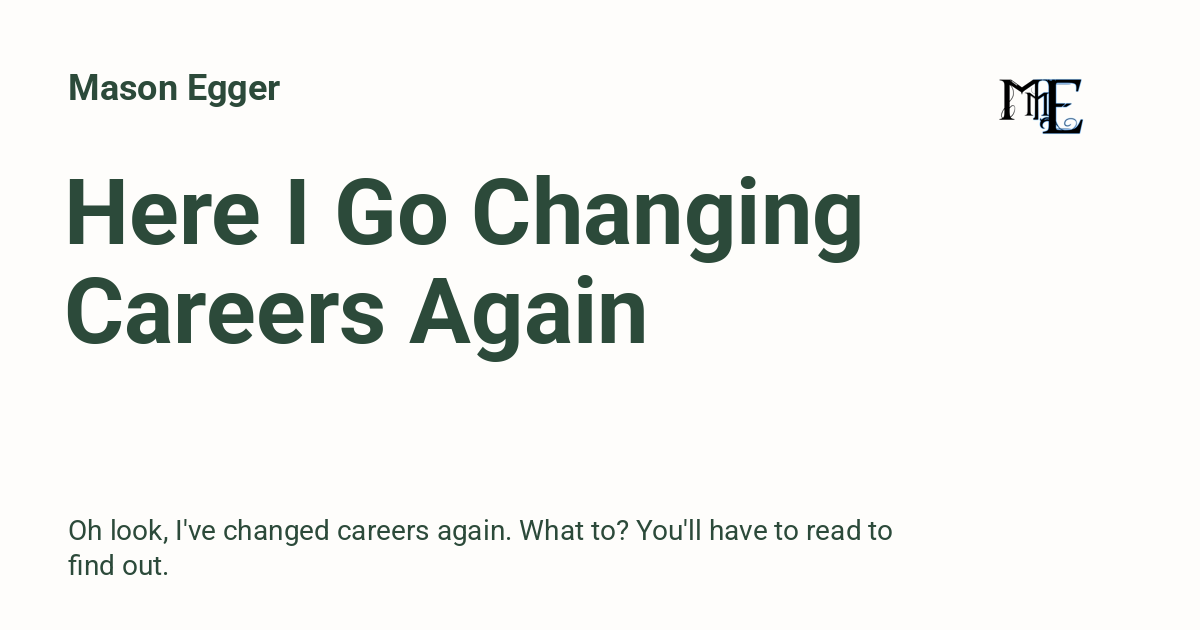 Mason Egger
MME
Here I Go Changing
Careers Again
Oh look, I've changed careers again. What to? You'll have to read to
find out.